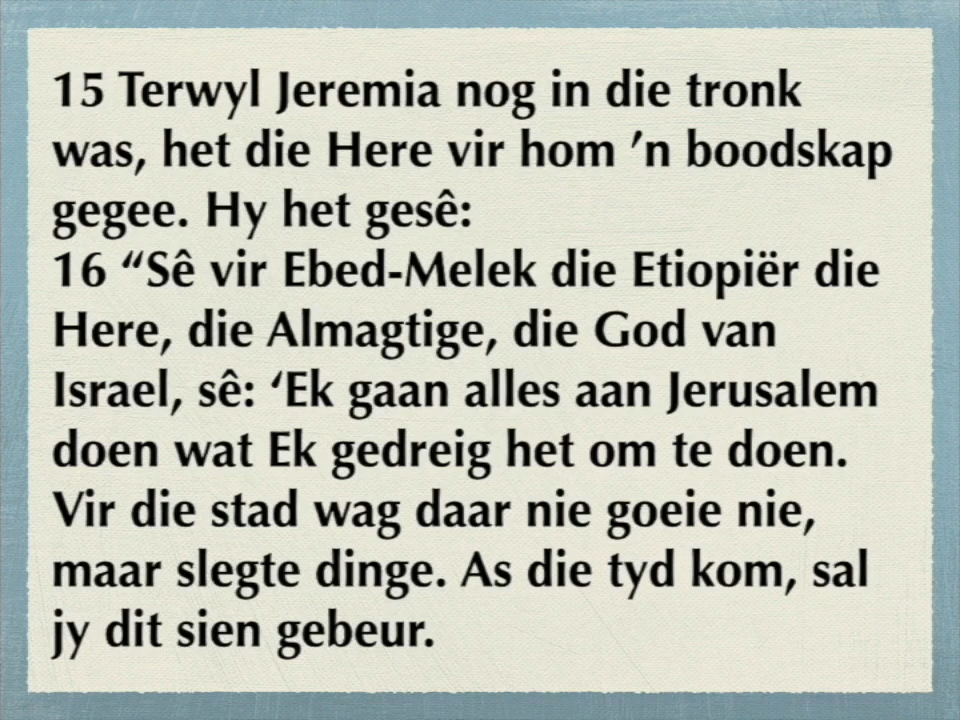 15 Terwyl Jeremia nog in die tronk
was, het die Here vir hom ’n boodskap
gegee. Hy het gesê:
16 “Sê vir Ebed-Melek die Etiopiër die
Here, die Almagtige, die God van
Israel, sê: ‘Ek gaan alles aan Jerusalem
doen wat Ek gedreig het om te doen.
Vir die stad wag daar nie goeie nie,
maar slegte dinge. As die tyd kom, sal
jy dit sien gebeur.